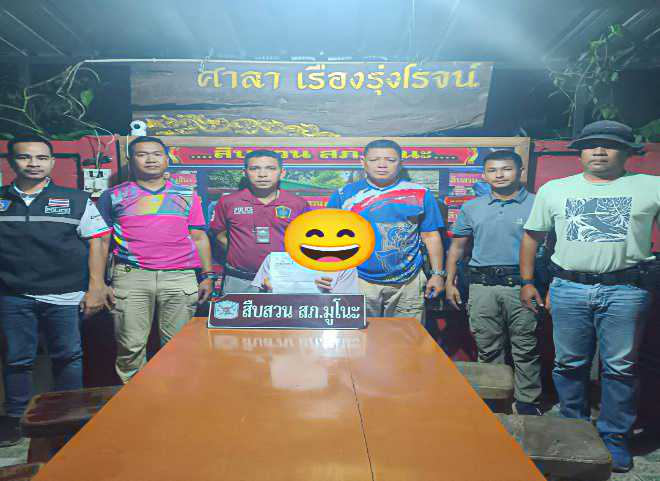 ศาลา เรืองรุ่งโรจน์
....สืบสวน สภ.มูโนะ....
POLICE
POLICE
สืบสวน สภ.มูโนะ